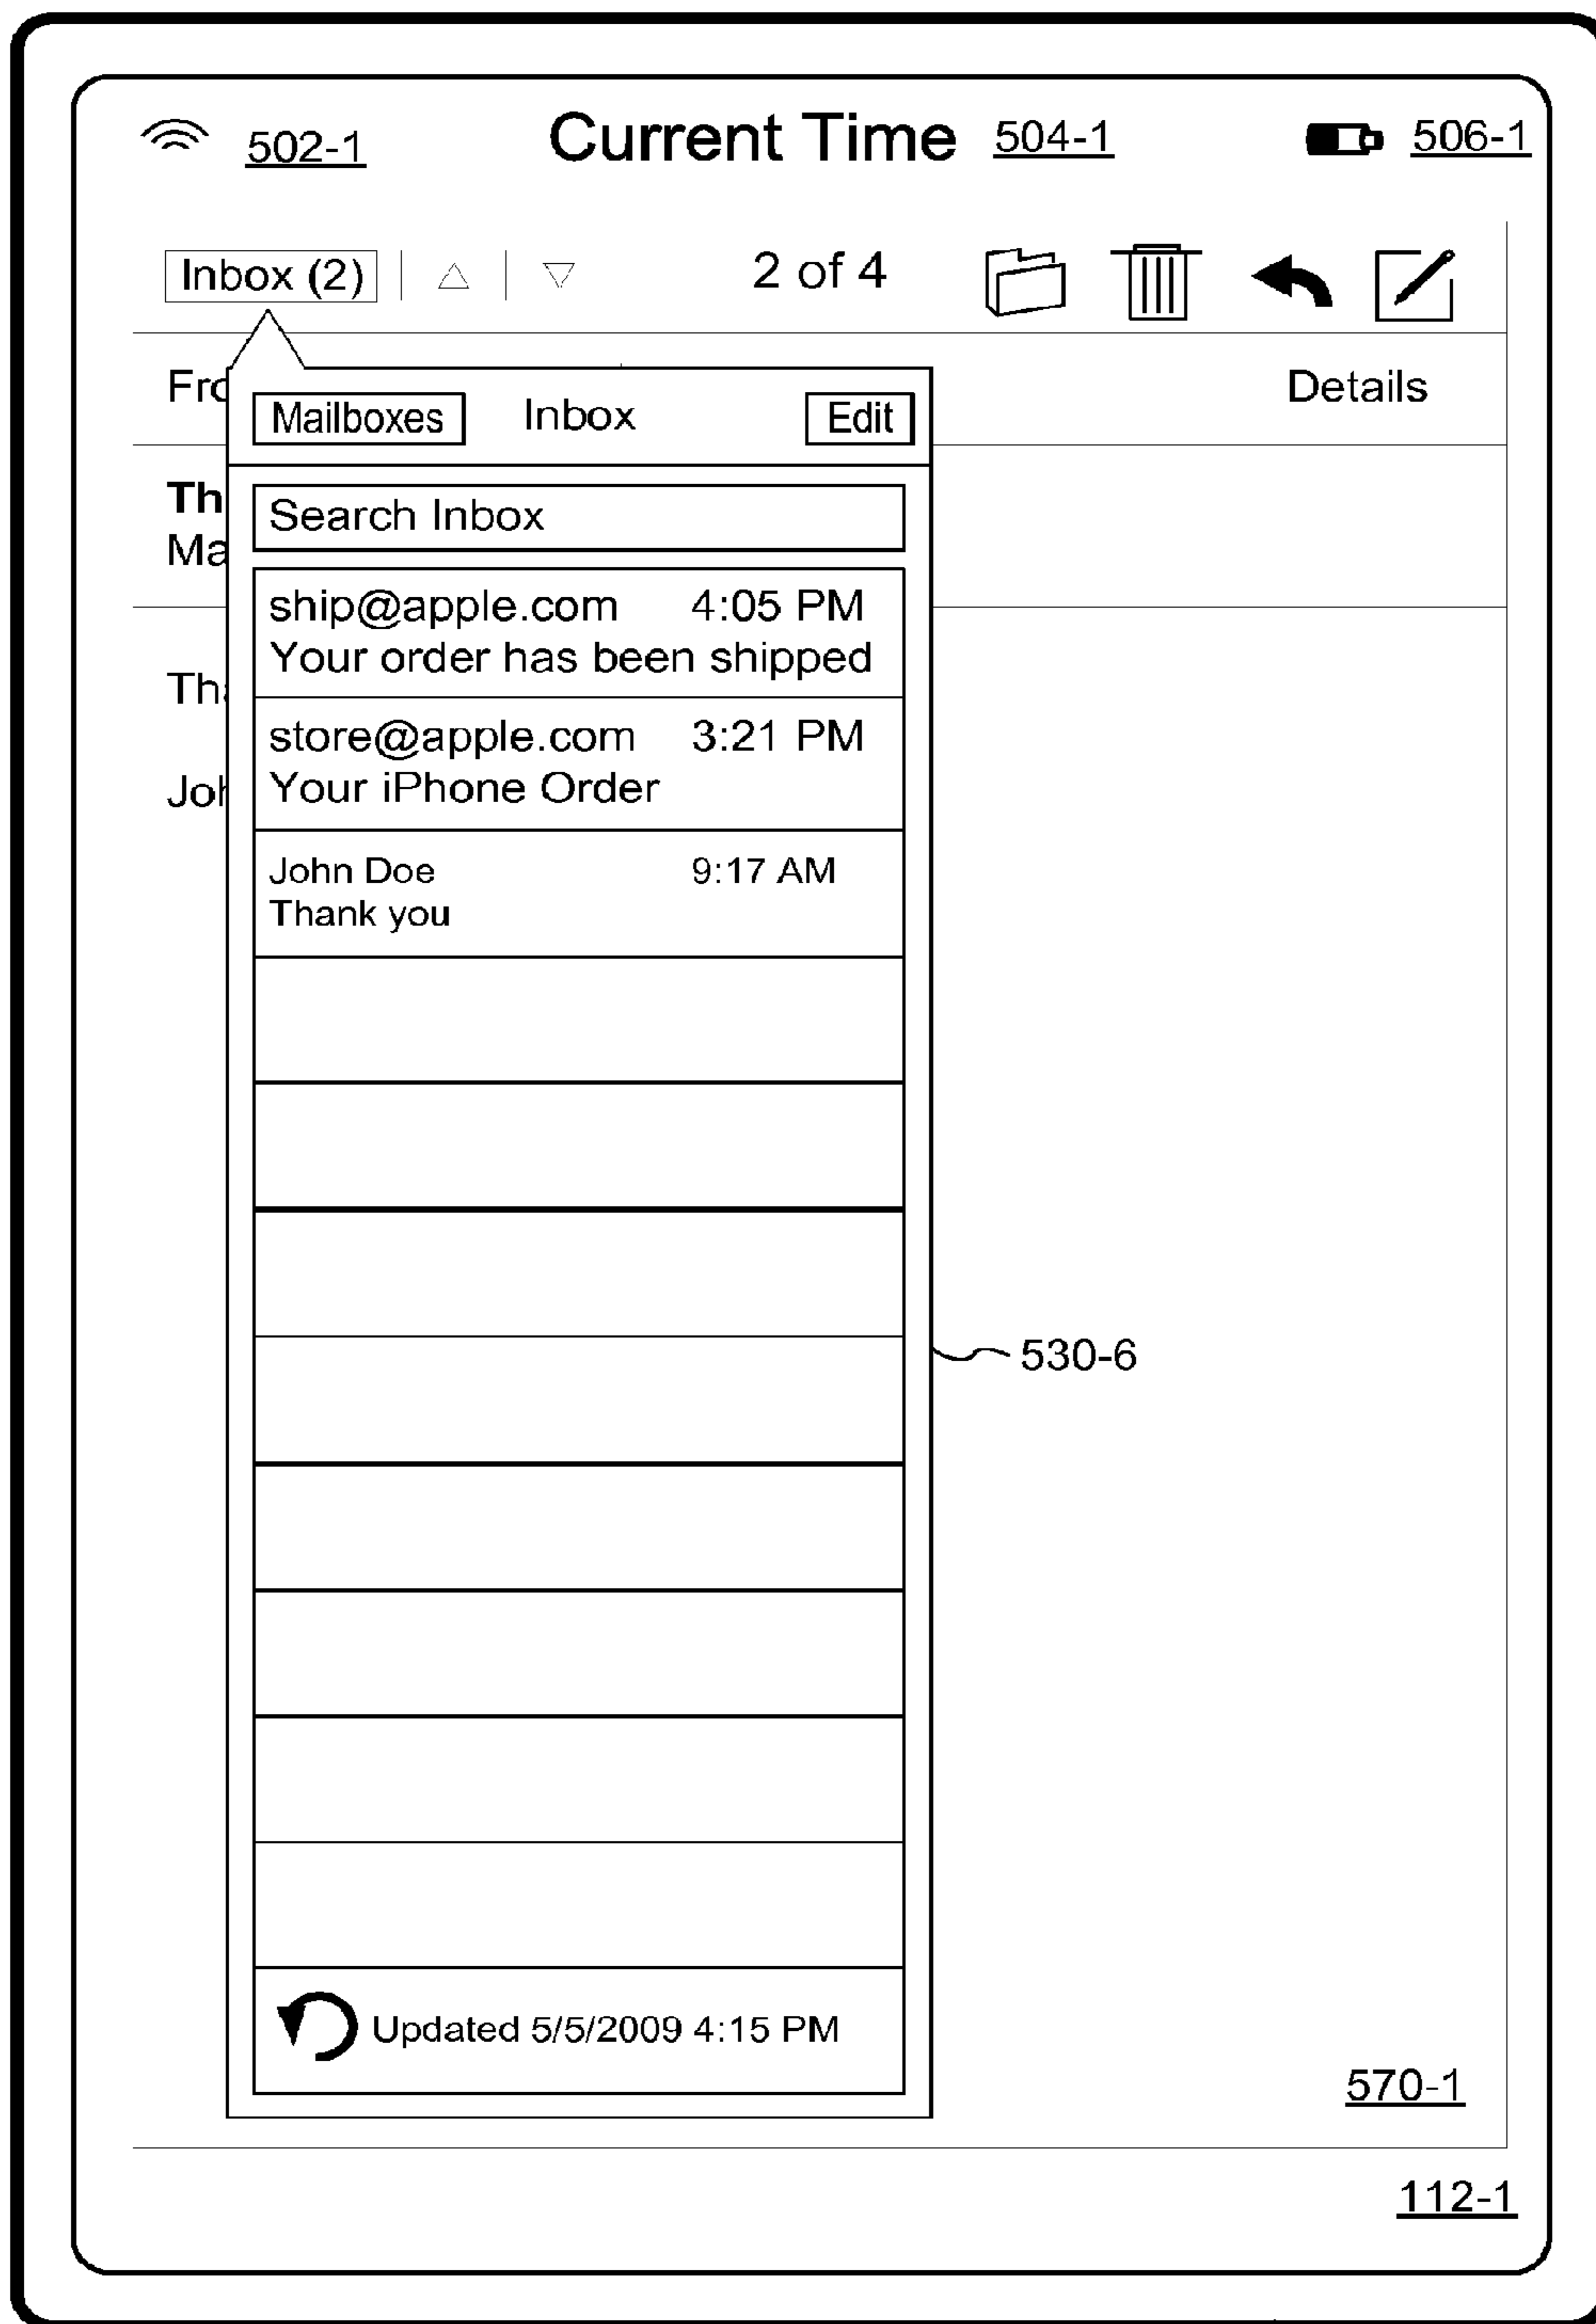 502-1 Current Time 504-1 506-1
Inbox (2) 2 of 4
Details
Mailboxes Inbox Edit
Search Inbox
ship@apple.com 4:05 PM
Your order has been shipped
store@apple.com 3:21 PM
Your iPhone Order
John Doe 9:17 AM
Thank you
530-6
Updated 5/5/2009 4:15 PM
570-1
112-1